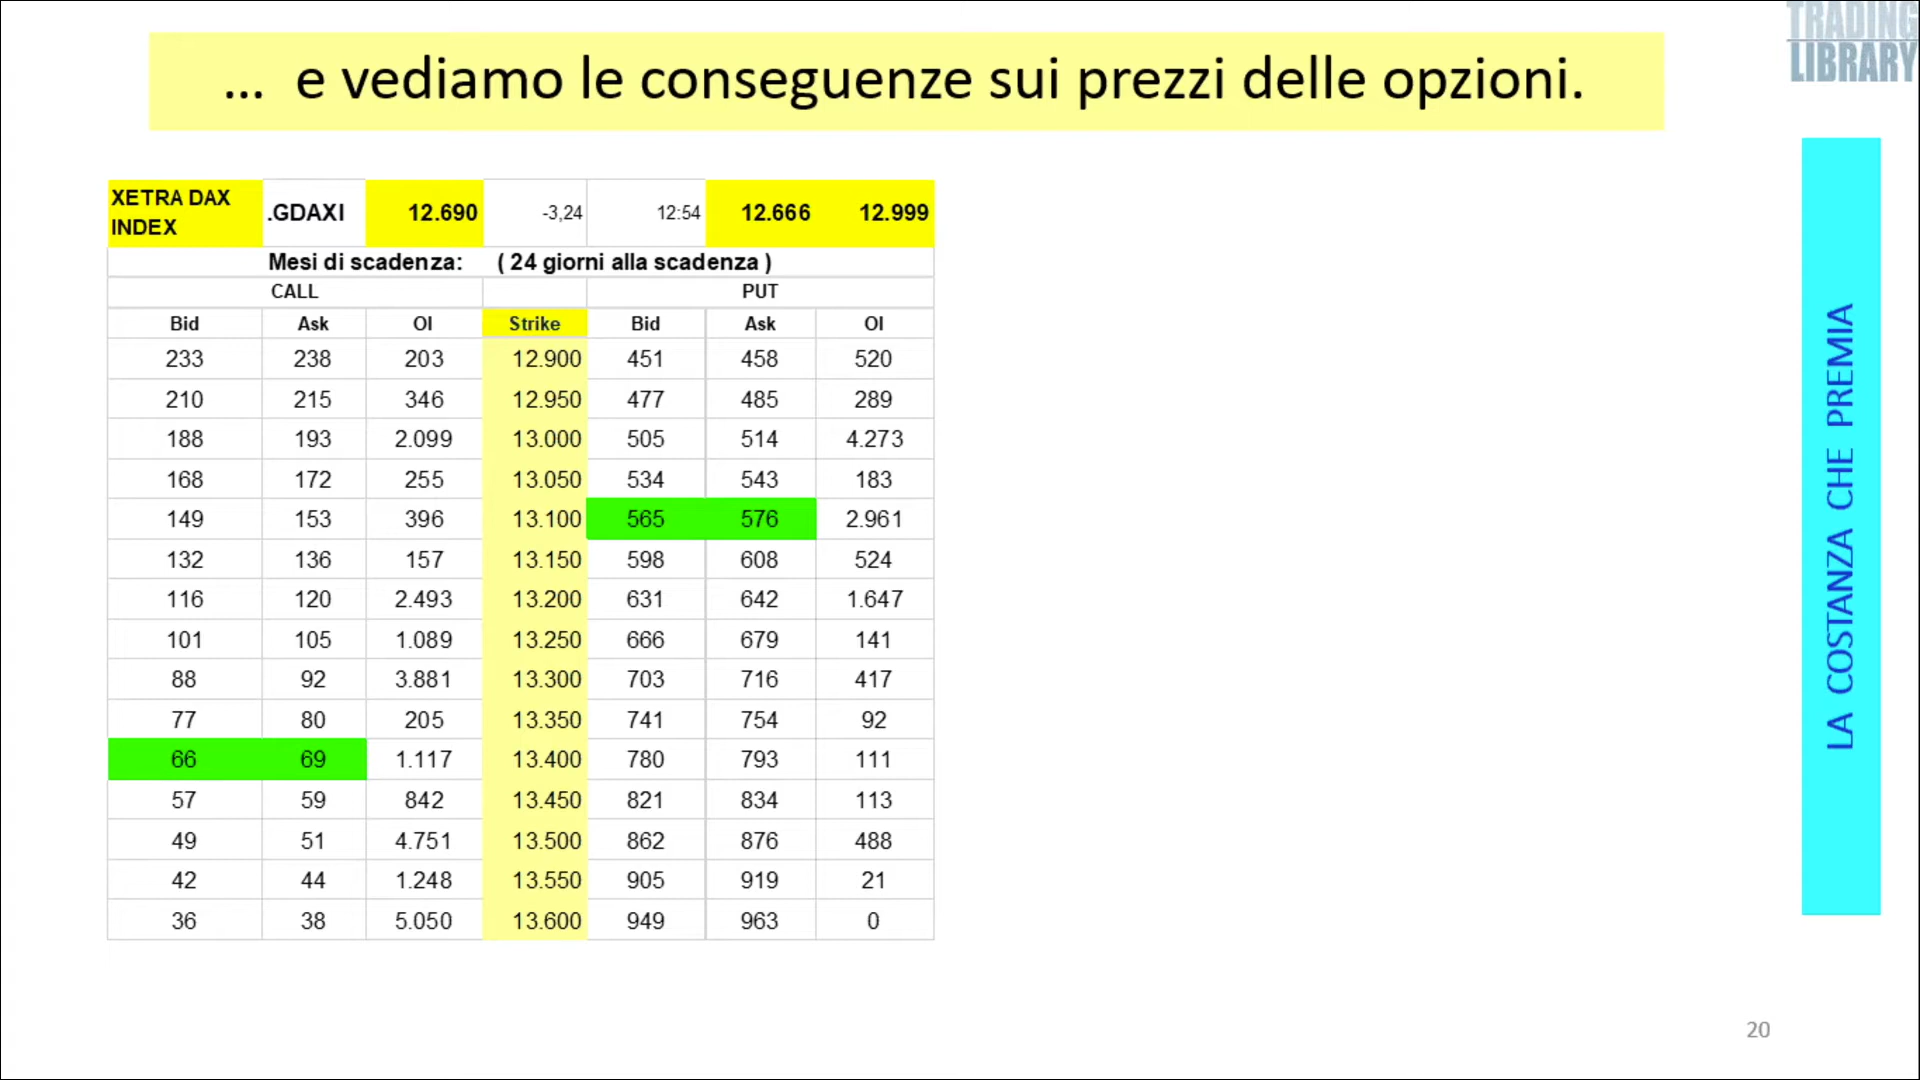 TRADING
LIBRARY
... e vediamo le conseguenze sui prezzi delle opzioni.
XETRA DAX INDEX .GDAXI 12.690 -3,24 12:54 12.666 12.999
Mesi di scadenza: ( 24 giorni alla scadenza )
CALL PUT
Bid Ask OI Strike Bid Ask OI
233 238 203 12.900 451 458 520
210 215 346 12.950 477 485 289
188 193 2.099 13.000 505 514 4.273
168 172 255 13.050 534 543 183
149 153 396 13.100 565 576 2.961
132 136 157 13.150 598 608 524
116 120 2.493 13.200 631 642 1.647
101 105 1.089 13.250 666 679 141
88 92 3.881 13.300 703 716 417
77 80 205 13.350 741 754 92
66 69 1.117 13.400 780 793 111
57 59 842 13.450 821 834 113
49 51 4.751 13.500 862 876 488
42 44 1.248 13.550 905 919 21
36 38 5.050 13.600 949 963 0
LA COSTANZA CHE PREMIA
20